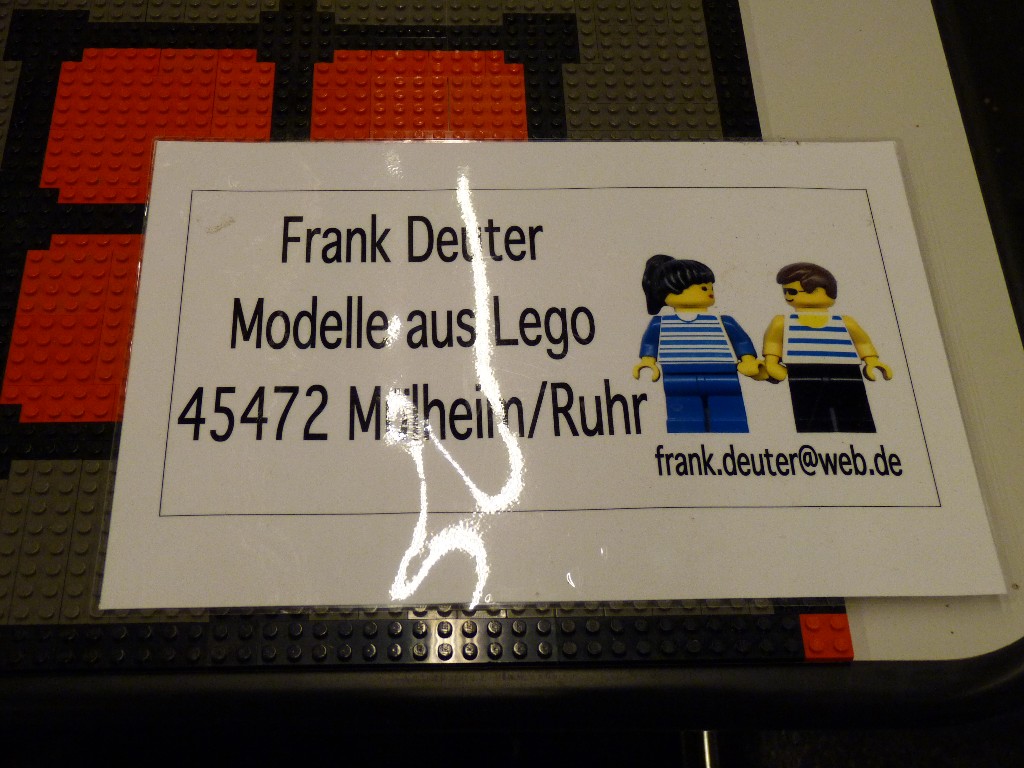 Frank Deuter
Modelle aus Lego
45472 Mülheim/Ruhr
frank.deuter@web.de